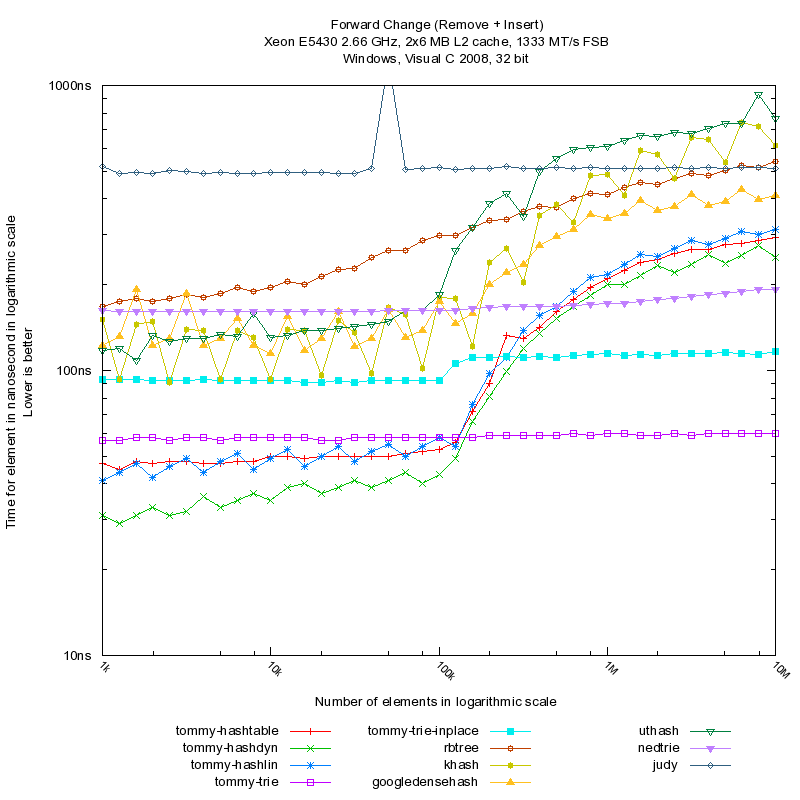 Forward Change (Remove + Insert)
Xeon E5430 2.66 GHz, 2x6 MB L2 cache, 1333 MT/s FSB
Windows, Visual C 2008, 32 bit
1000ns
100ns
10ns
Time for element in nanosecond in logarithmic scale
Lower is better
1k
10k
100k
1M
10M
Number of elements in logarithmic scale
tommy-hashtable
tommy-hashdyn
tommy-hashlin
tommy-trie
tommy-trie-inplace
rbtree
khash
googledensehash
uthash
nedtrie
judy